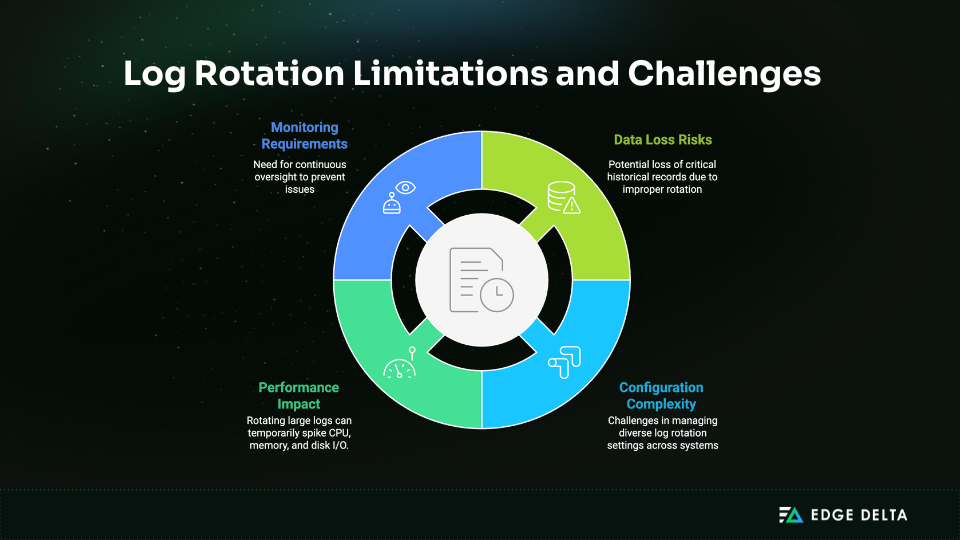 Log Rotation Limitations and Challenges
Monitoring
Requirements
Need for continuous
oversight to prevent
issues
Data Loss Risks
Potential loss of critical
historical records due to
improper rotation
Performance
Impact
Rotating large logs can
temporarily spike CPU,
memory, and disk I/O.
Configuration
Complexity
Challenges in managing
diverse log rotation
settings across systems
EDGE DELTA